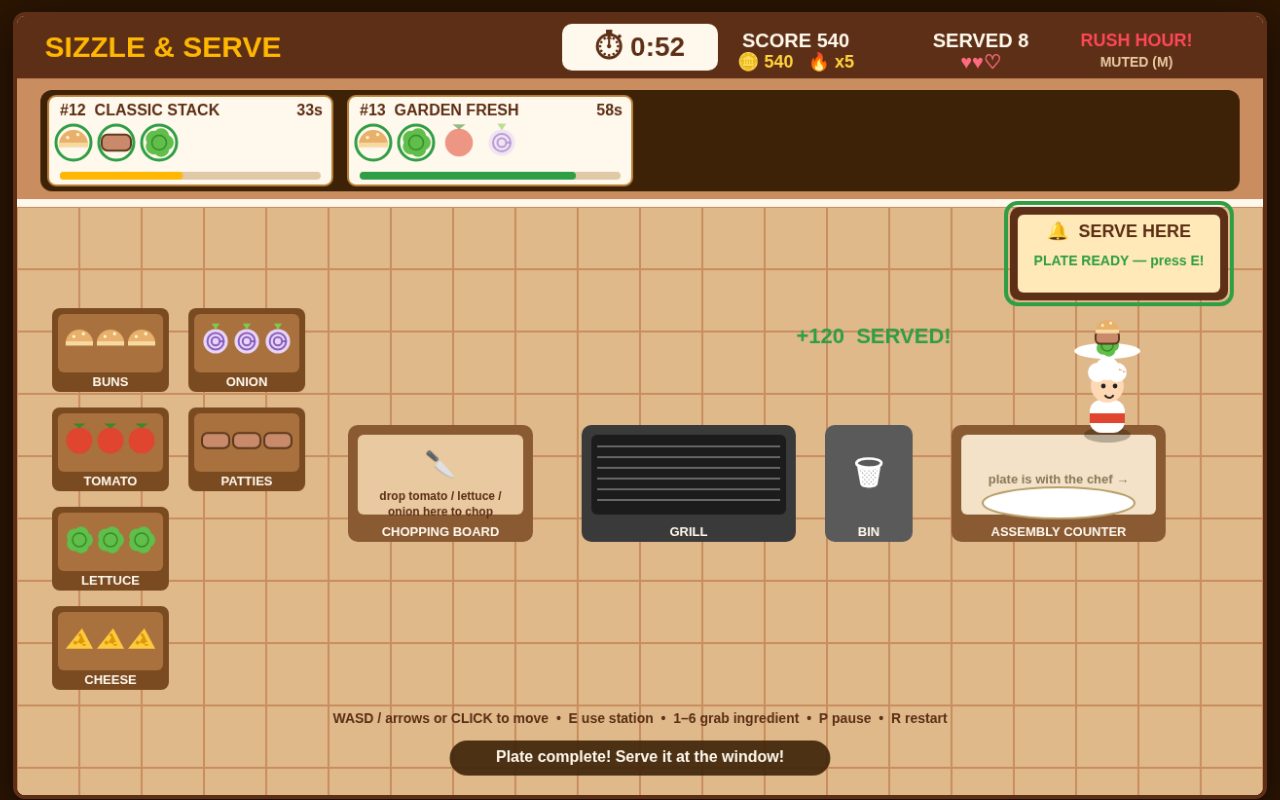 SIZZLE & SERVE
0:52
SCORE 540
540 x5
SERVED 8
RUSH HOUR!
MUTED (M)
#12 CLASSIC STACK 33s
#13 GARDEN FRESH 58s
SERVE HERE
PLATE READY — press E!
+120 SERVED!
BUNS
ONION
TOMATO
PATTIES
LETTUCE
CHEESE
drop tomato / lettuce /
onion here to chop
CHOPPING BOARD
GRILL
BIN
plate is with the chef →
ASSEMBLY COUNTER
WASD / arrows or CLICK to move • E use station • 1–6 grab ingredient • P pause • R restart
Plate complete! Serve it at the window!